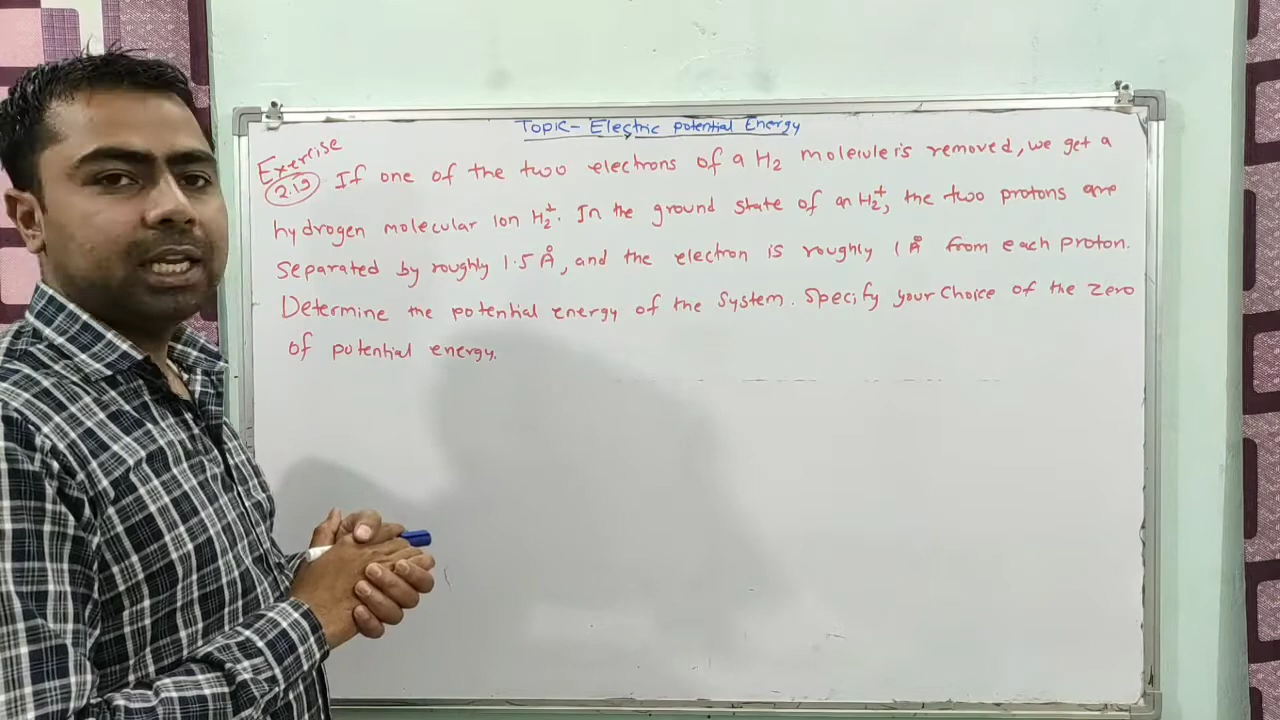 Topic- Electric potential Energy
Exercise
2.19 If one of the two electrons of a H2 molecule is removed, we get a
hydrogen molecular ion H2+. In the ground state of an H2+, the two protons are
separated by roughly 1.5 Å, and the electron is roughly 1 Å from each proton.
Determine the potential energy of the system. Specify your choice of the zero
of potential energy.